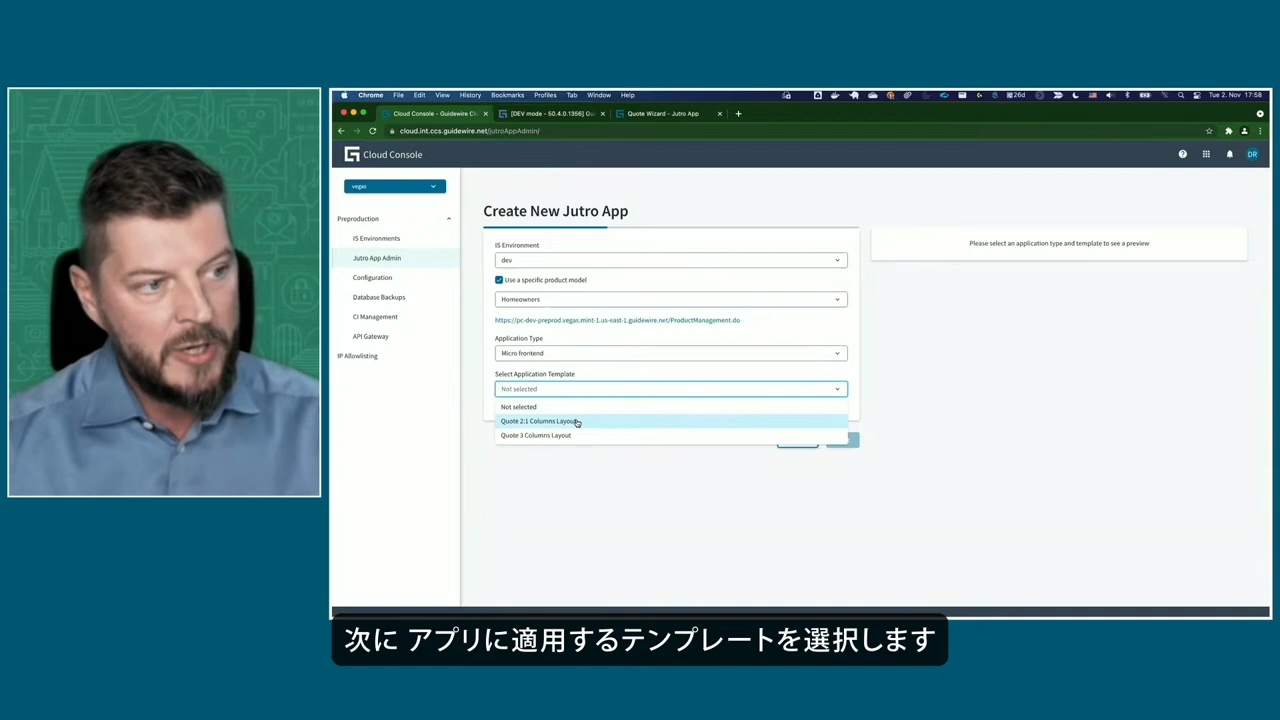 Chrome File Edit View History Bookmarks Profiles Tab Window Help
26d
Tue 2. Nov 17:58
Cloud Console - Guidewire Cl
[DEV mode - 50.4.0.1356] Gu
Quote Wizard - Jutro App
cloud.int.ccs.guidewire.net/jutroAppAdmin/
Cloud Console
DR
vegas
Preproduction
IS Environments
Jutro App Admin
Configuration
Database Backups
CI Management
API Gateway
IP Allowlisting
Create New Jutro App
IS Environment
dev
Use a specific product model
Homeowners
https://pc-dev-preprod.vegas.mint-1.us-east-1.guidewire.net/ProductManagement.do
Application Type
Micro frontend
Select Application Template
Not selected
Not selected
Quote 2:1 Columns Layout
Quote 3 Columns Layout
Please select an application type and template to see a preview
次に アプリに適用するテンプレートを選択します